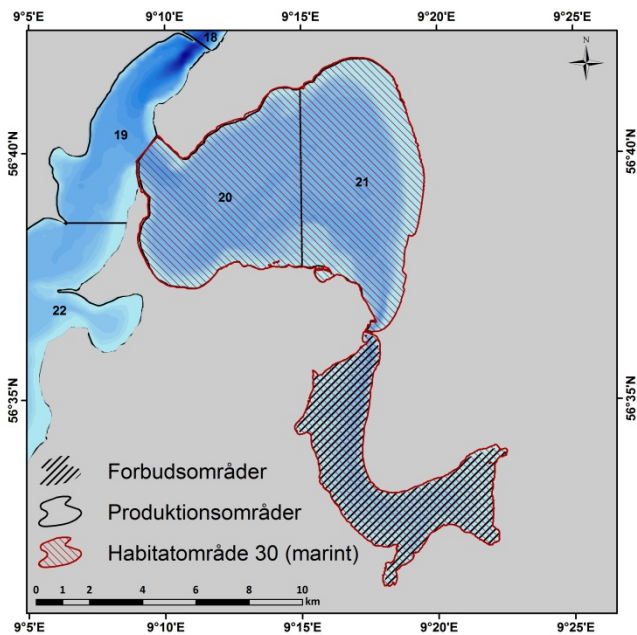 9°5'E 9°10'E 9°15'E 9°20'E 9°25'E
N
18
19
56°40'N 56°40'N
20 21
22
56°35'N 56°35'N
Forbudsområder
Produktionsområder
Habitatområde 30 (marint)
0 1 2 4 6 8 10
km
9°5'E 9°10'E 9°15'E 9°20'E 9°25'E